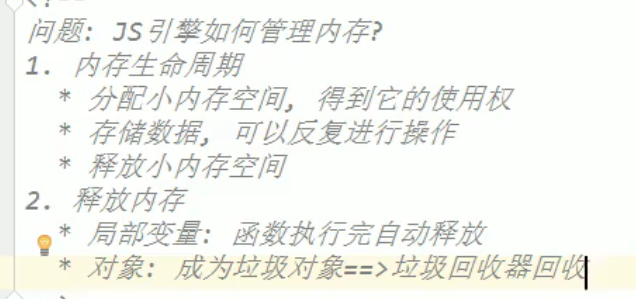 问题: JS引擎如何管理内存?
1. 内存生命周期
* 分配小内存空间, 得到它的使用权
* 存储数据, 可以反复进行操作
* 释放小内存空间
2. 释放内存
* 局部变量: 函数执行完自动释放
* 对象: 成为垃圾对象==>垃圾回收器回收